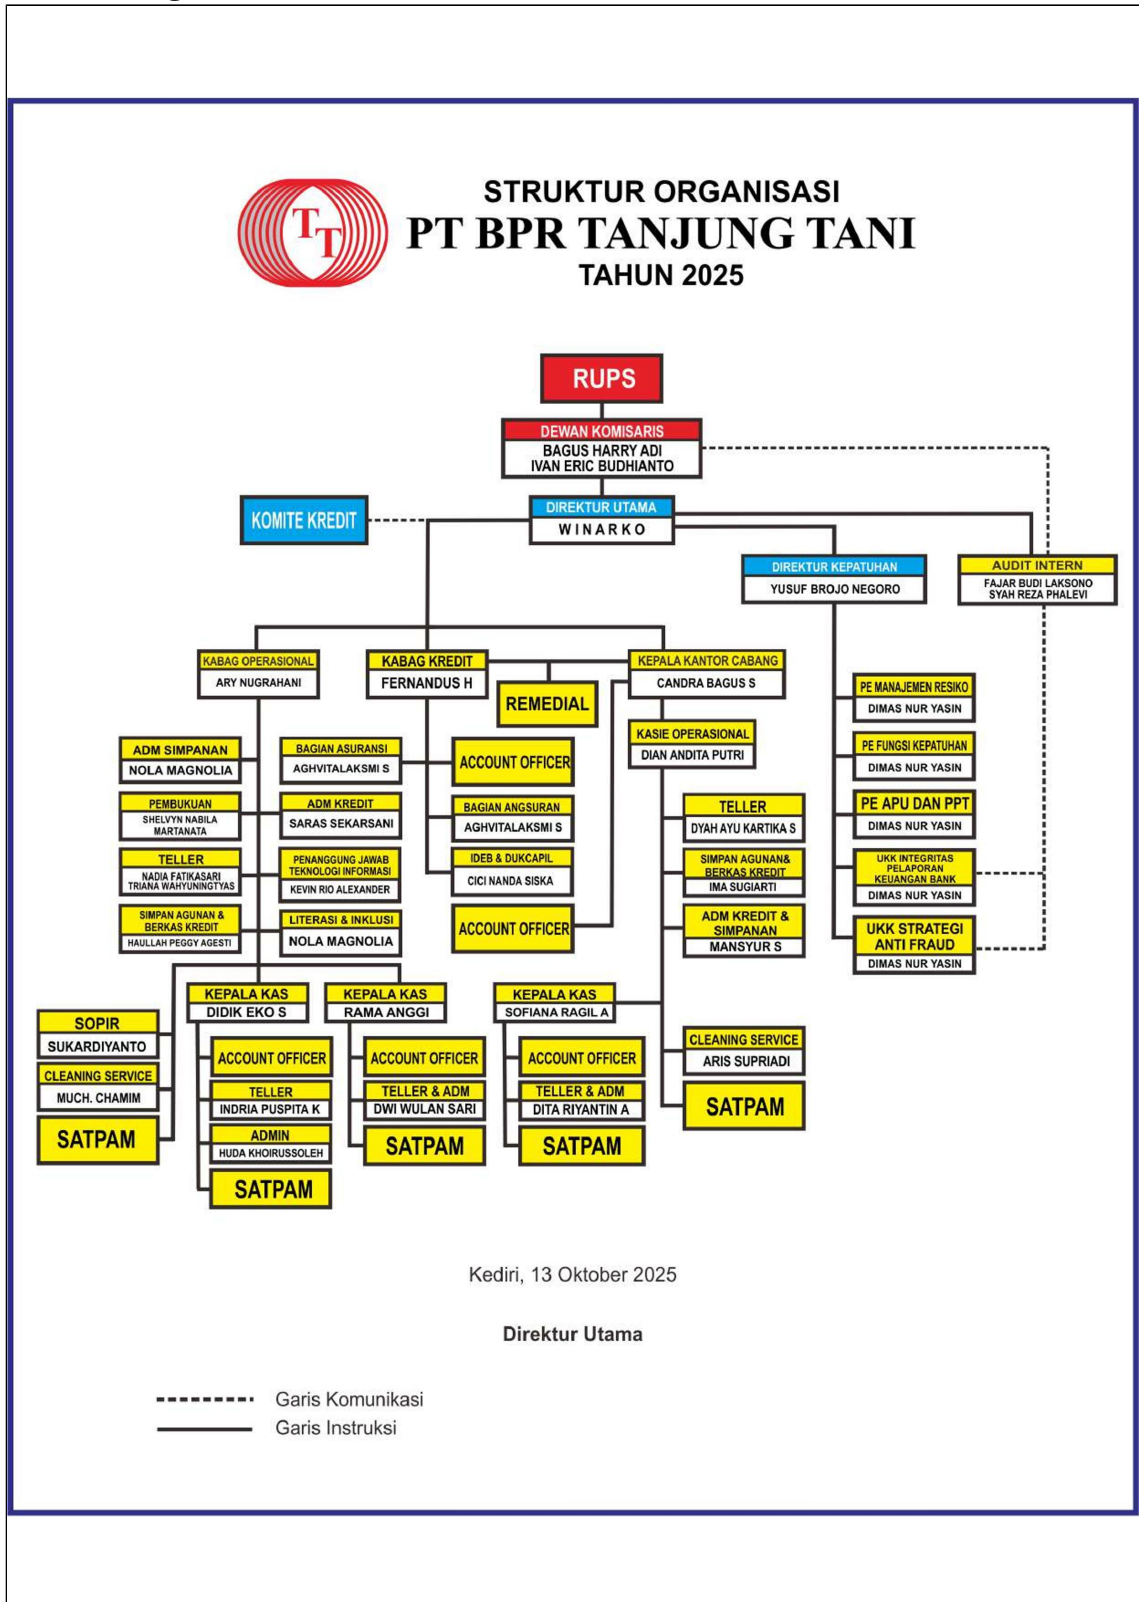 TT
STRUKTUR ORGANISASI
PT BPR TANJUNG TANI
TAHUN 2025
RUPS
DEWAN KOMISARIS
BAGUS HARRY ADI
IVAN ERIC BUDHIANTO
KOMITE KREDIT
DIREKTUR UTAMA
WINARKO
DIREKTUR KEPATUHAN
YUSUF BROJO NEGORO
AUDIT INTERN
FAJAR BUDI LAKSONO
SYAH REZA PHALEVI
KABAG OPERASIONAL
ARY NUGRAHANI
KABAG KREDIT
FERNANDUS H
KEPALA KANTOR CABANG
CANDRA BAGUS S
REMEDIAL
PE MANAJEMEN RESIKO
DIMAS NUR YASIN
KASIE OPERASIONAL
DIAN ANDITA PUTRI
PE FUNGSI KEPATUHAN
DIMAS NUR YASIN
ADM SIMPANAN
NOLA MAGNOLIA
BAGIAN ASURANSI
AGHVITALAKSMI S
ACCOUNT OFFICER
PEMBUKUAN
SHELVYN NABILA
MARTANATA
ADM KREDIT
SARAS SEKARSANI
BAGIAN ANGSURAN
AGHVITALAKSMI S
TELLER
DYAH AYU KARTIKA S
PE APU DAN PPT
DIMAS NUR YASIN
TELLER
NADIA FATIKASARI
TRIANA WAHYUNINGTYAS
PENANGGUNG JAWAB
TEKNOLOGI INFORMASI
KEVIN RIO ALEXANDER
IDEB & DUKCAPIL
CICI NANDA SISKA
SIMPAN AGUNAN&
BERKAS KREDIT
IMA SUGIARTI
UKK INTEGRITAS
PELAPORAN
KEUANGAN BANK
DIMAS NUR YASIN
SIMPAN AGUNAN &
BERKAS KREDIT
HAULLAH PEGGY AGESTI
LITERASI & INKLUSI
NOLA MAGNOLIA
ACCOUNT OFFICER
ADM KREDIT &
SIMPANAN
MANSYUR S
UKK STRATEGI
ANTI FRAUD
DIMAS NUR YASIN
KEPALA KAS
DIDIK EKO S
KEPALA KAS
RAMA ANGGI
KEPALA KAS
SOFIANA RAGIL A
SOPIR
SUKARDIYANTO
CLEANING SERVICE
ARIS SUPRIADI
ACCOUNT OFFICER
ACCOUNT OFFICER
ACCOUNT OFFICER
CLEANING SERVICE
MUCH. CHAMIM
TELLER
INDRIA PUSPITA K
TELLER & ADM
DWI WULAN SARI
TELLER & ADM
DITA RIYANTIN A
SATPAM
SATPAM
ADMIN
HUDA KHOIRUSSOLEH
SATPAM
SATPAM
SATPAM
Kediri, 13 Oktober 2025
Direktur Utama
Garis Komunikasi
Garis Instruksi